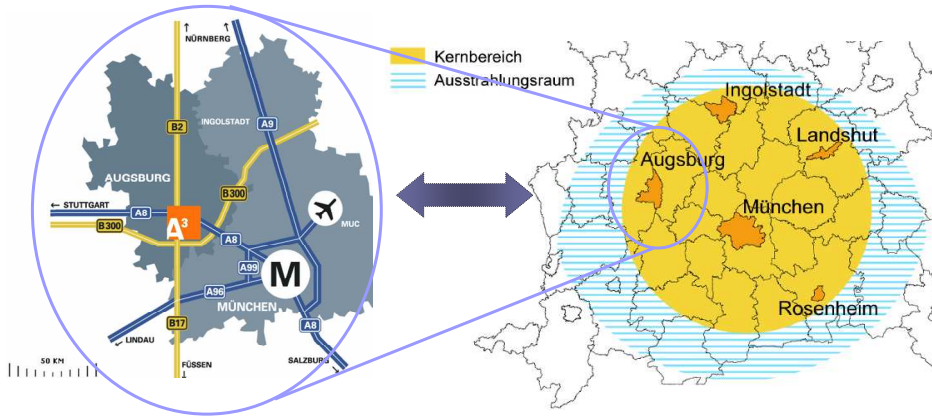 NÜRNBERG
B2
A9
INGOLSTADT
AUGSBURG
B300
STUTTGART
A8
B300
A³
A8
MUC
A99
M
A96
MÜNCHEN
B17
A8
LINDAU
50 KM
FÜSSEN
SALZBURG
Kernbereich
Ausstrahlungsraum
Ingolstadt
Landshut
Augsburg
München
Rosenheim